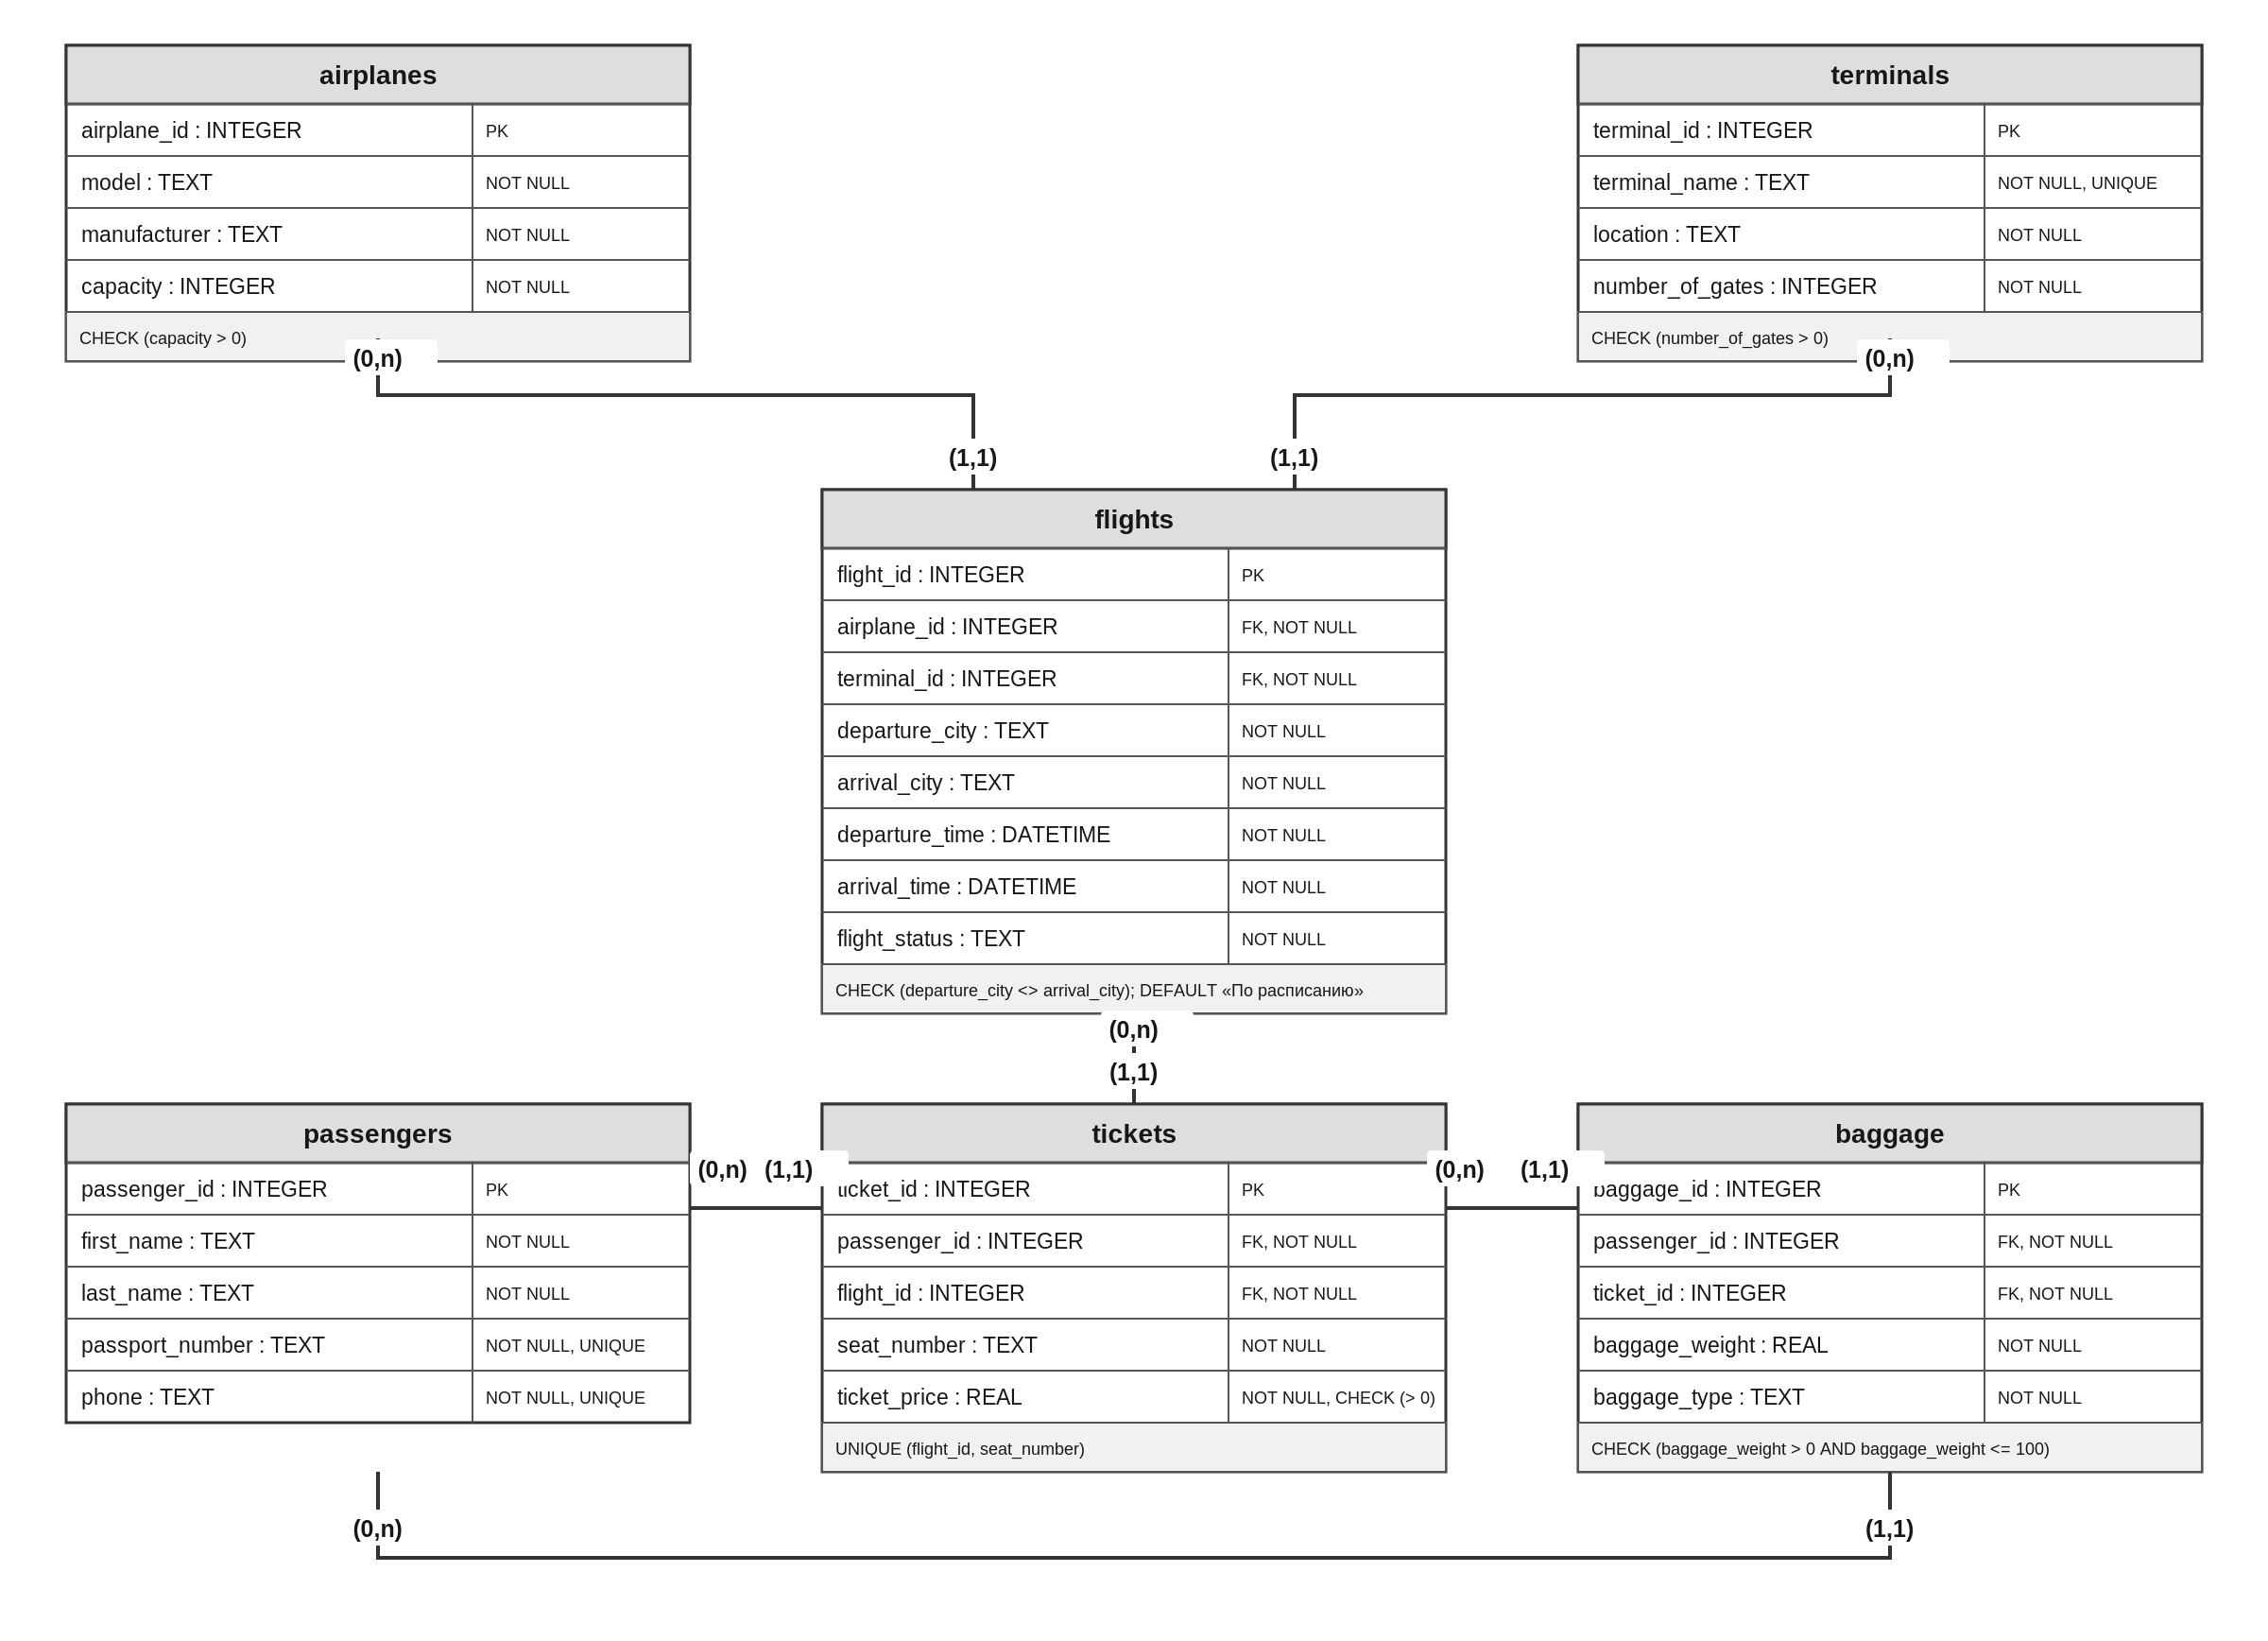 airplanes
airplane_id : INTEGER PK
model : TEXT NOT NULL
manufacturer : TEXT NOT NULL
capacity : INTEGER NOT NULL
CHECK (capacity > 0)
(0,n)
terminals
terminal_id : INTEGER PK
terminal_name : TEXT NOT NULL, UNIQUE
location : TEXT NOT NULL
number_of_gates : INTEGER NOT NULL
CHECK (number_of_gates > 0)
(0,n)
(1,1)
(1,1)
flights
flight_id : INTEGER PK
airplane_id : INTEGER FK, NOT NULL
terminal_id : INTEGER FK, NOT NULL
departure_city : TEXT NOT NULL
arrival_city : TEXT NOT NULL
departure_time : DATETIME NOT NULL
arrival_time : DATETIME NOT NULL
flight_status : TEXT NOT NULL
CHECK (departure_city <> arrival_city); DEFAULT «По расписанию»
(0,n)
(1,1)
passengers
passenger_id : INTEGER PK
first_name : TEXT NOT NULL
last_name : TEXT NOT NULL
passport_number : TEXT NOT NULL, UNIQUE
phone : TEXT NOT NULL, UNIQUE
(0,n) (1,1)
tickets
ticket_id : INTEGER PK
passenger_id : INTEGER FK, NOT NULL
flight_id : INTEGER FK, NOT NULL
seat_number : TEXT NOT NULL
ticket_price : REAL NOT NULL, CHECK (> 0)
UNIQUE (flight_id, seat_number)
(0,n) (1,1)
baggage
baggage_id : INTEGER PK
passenger_id : INTEGER FK, NOT NULL
ticket_id : INTEGER FK, NOT NULL
baggage_weight : REAL NOT NULL
baggage_type : TEXT NOT NULL
CHECK (baggage_weight > 0 AND baggage_weight <= 100)
(0,n)
(1,1)